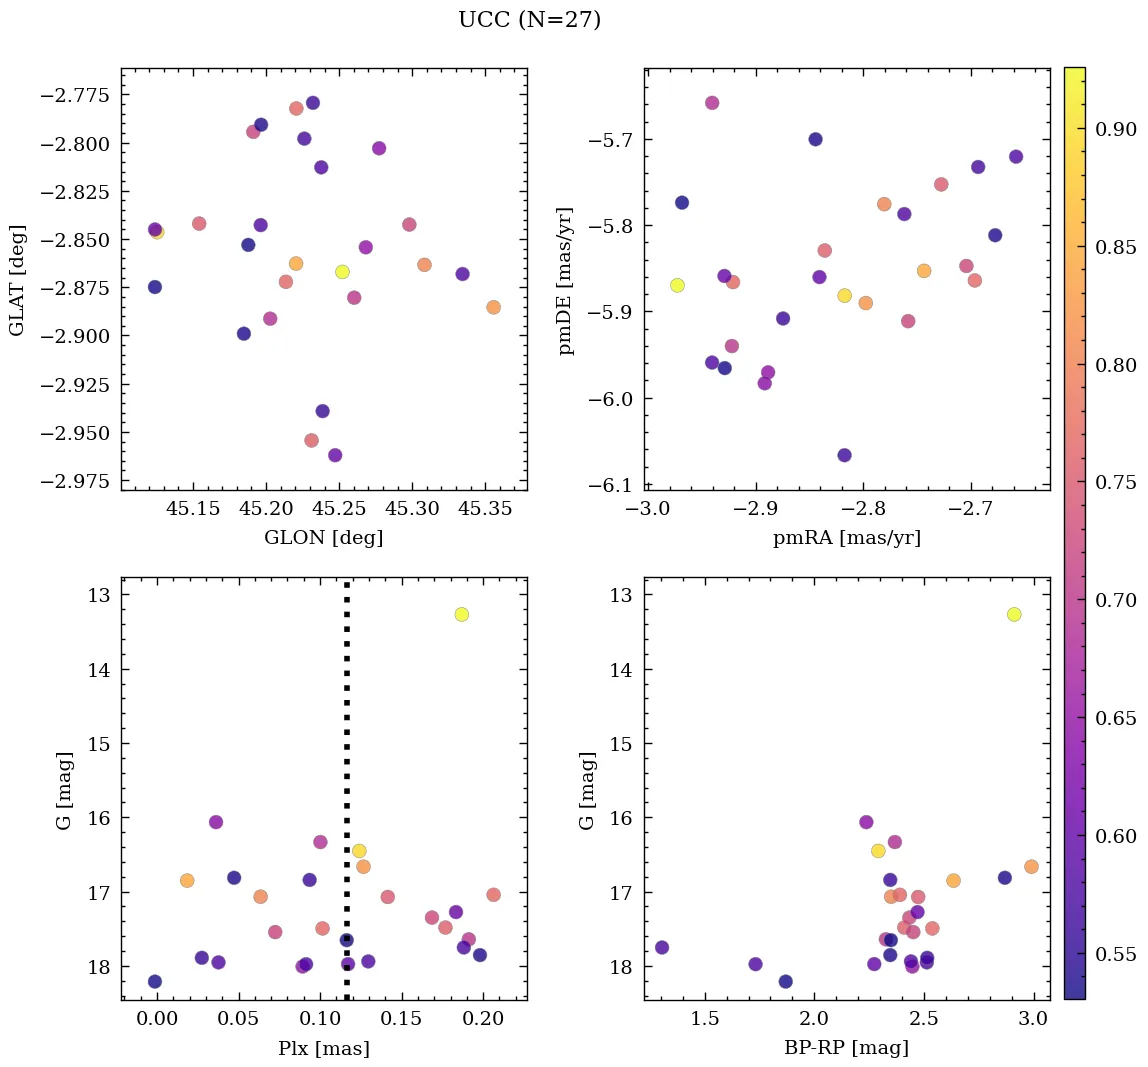 UCC (N=27)
−2.775
−2.800
−2.825
−2.850
−2.875
−2.900
−2.925
−2.950
−2.975
GLAT [deg]
45.15 45.20 45.25 45.30 45.35
GLON [deg]
−5.7
−5.8
−5.9
−6.0
−6.1
pmDE [mas/yr]
−3.0 −2.9 −2.8 −2.7
pmRA [mas/yr]
13
14
15
16
17
18
G [mag]
0.00 0.05 0.10 0.15 0.20
Plx [mas]
13
14
15
16
17
18
G [mag]
1.5 2.0 2.5 3.0
BP-RP [mag]
0.90
0.85
0.80
0.75
0.70
0.65
0.60
0.55